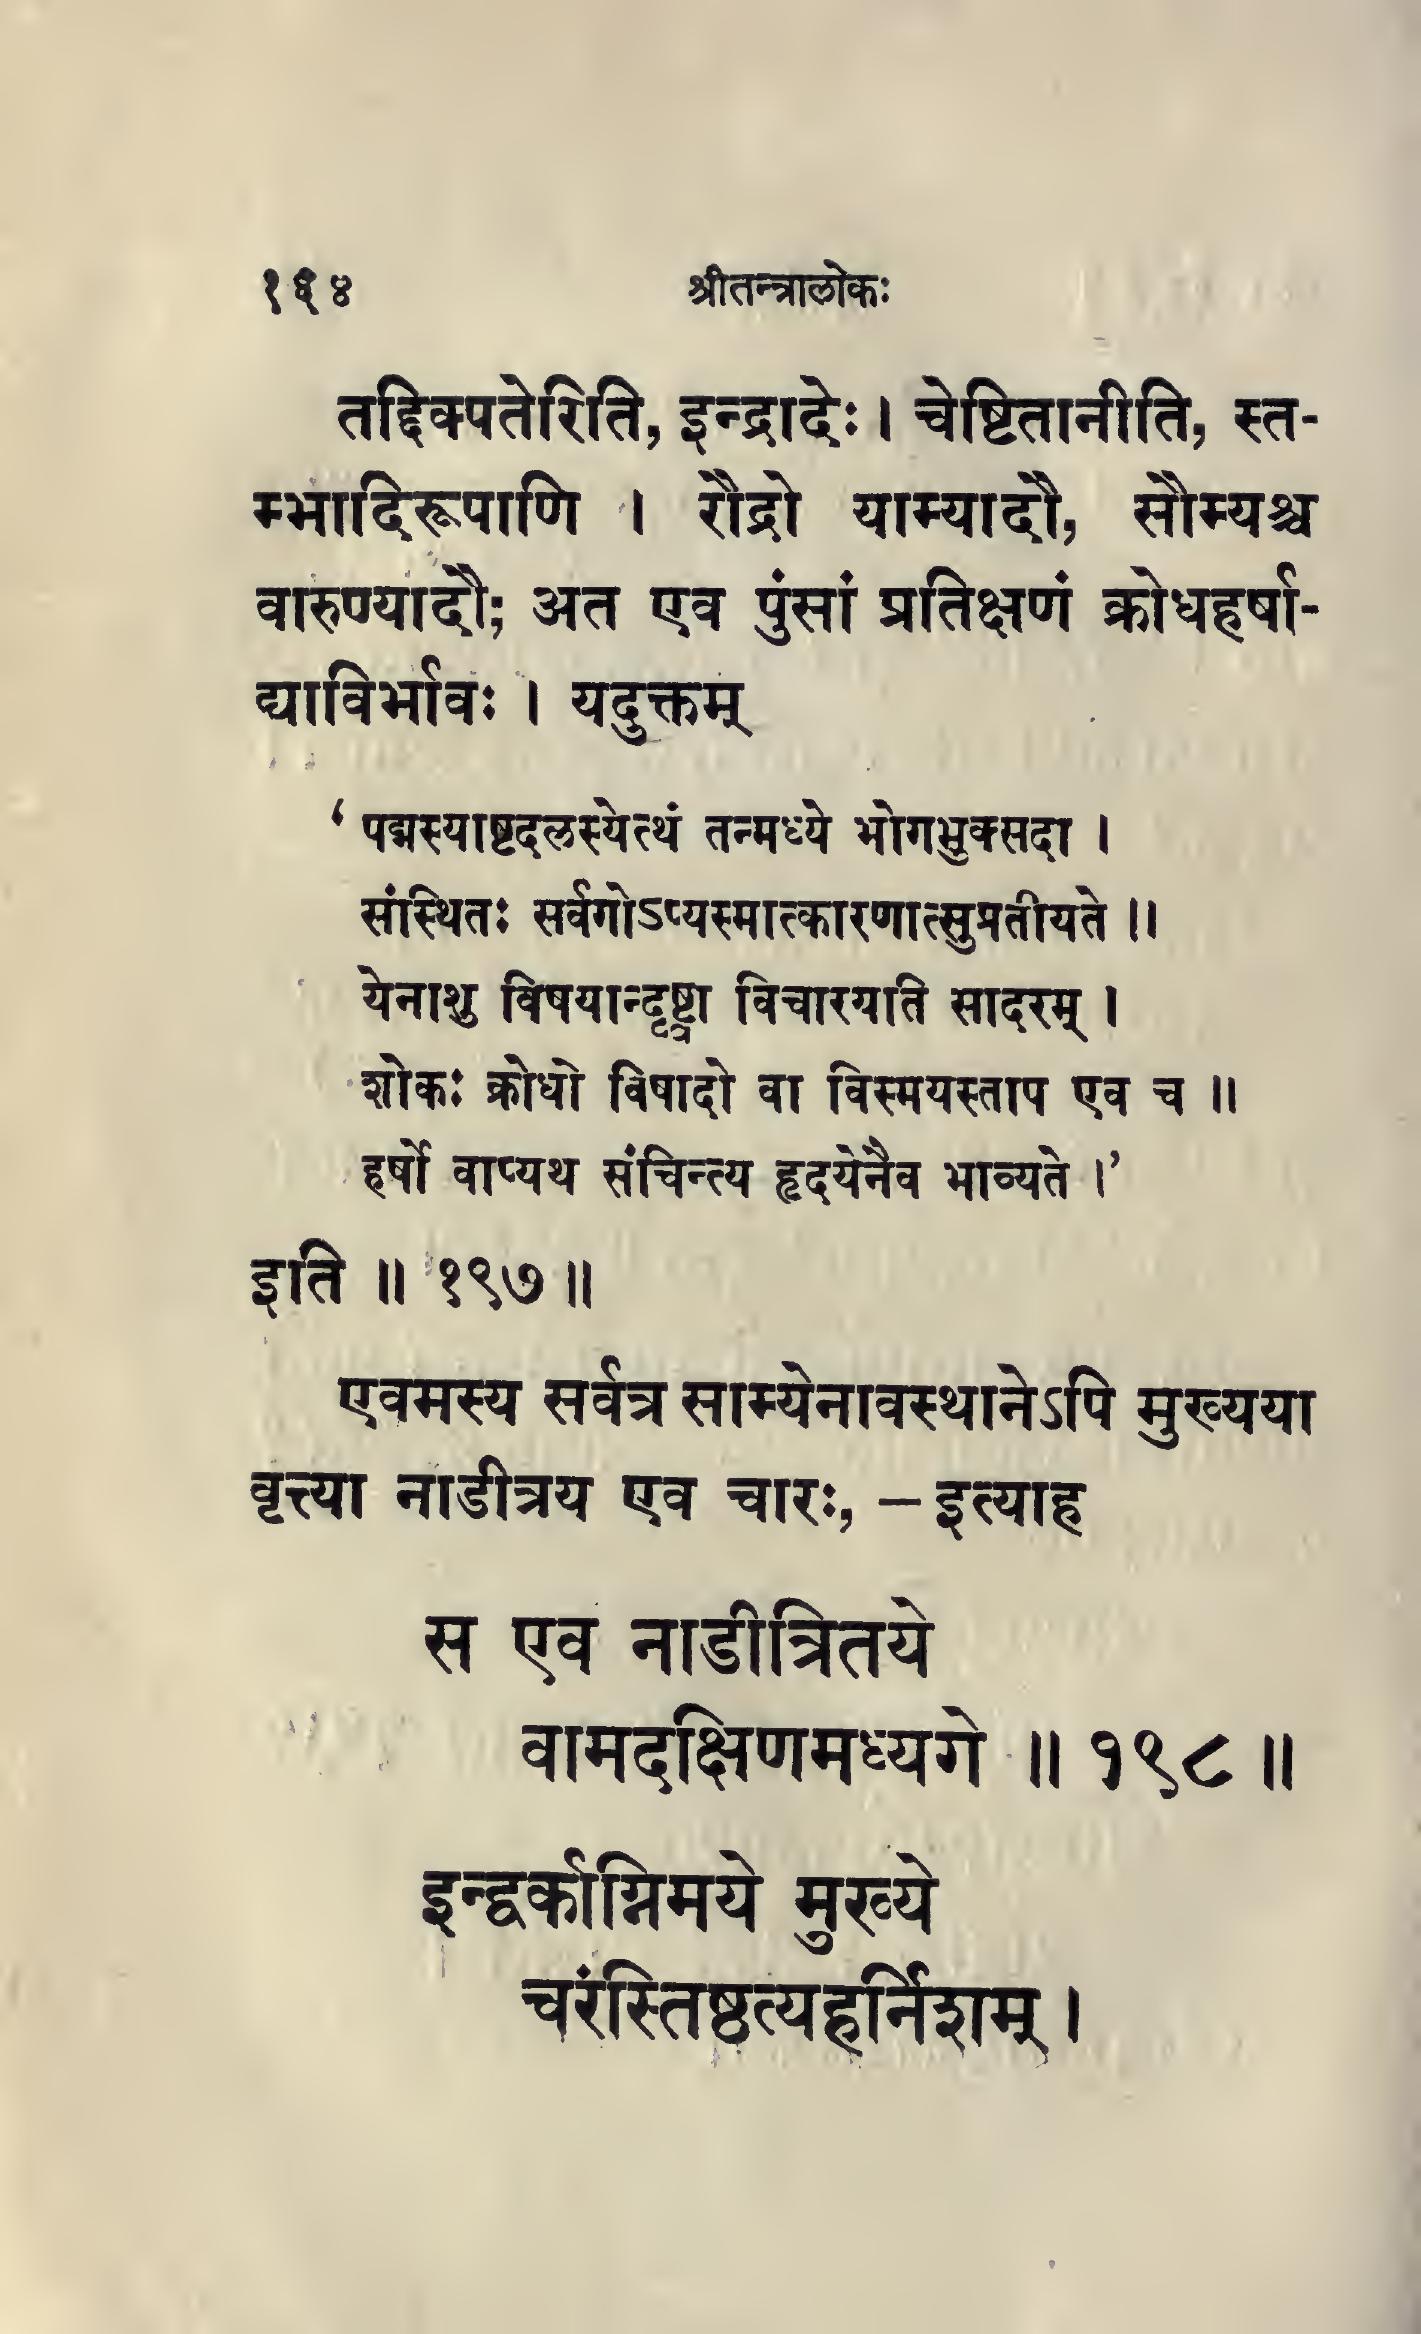 १६४ श्रीतन्त्रालोकः
तद्दिक्पतेरिति, इन्द्रादेः । चेष्टितानीति, स्त-
म्भादिरूपाणि । रौद्रो याम्यादौ, सौम्यश्च
वारुण्यादौ; अत एव पुंसां प्रतिक्षणं क्रोधहर्षा-
द्याविर्भावः । यदुक्तम्
‘ पद्मस्याष्टदलस्येत्थं तन्मध्ये भोगभुक्सदा ।
संस्थितः सर्वगोऽप्यस्मात्कारणात्सुप्रतीयते ॥
येनाशु विषयान्दृष्ट्वा विचारयति सादरम् ।
शोकः क्रोधो विषादो वा विस्मयस्ताप एव च ॥
हर्षो वाप्यथ संचिन्त्य हृदयेनैव भाव्यते ।’
इति ॥ १९७ ॥
एवमस्य सर्वत्र साम्येनावस्थानेऽपि मुख्यया
वृत्त्या नाडीत्रय एव चारः, – इत्याह
स एव नाडीत्रितये
वामदक्षिणमध्यगे ॥ १९८ ॥
इन्द्वर्काग्निमये मुख्ये
चरंस्तिष्ठत्यहर्निशम् ।